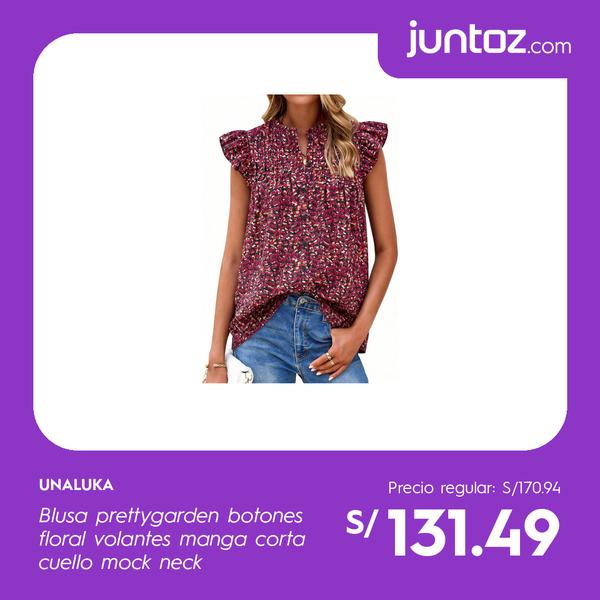 juntoz.com
UNALUKA
Blusa prettygarden botones
floral volantes manga corta
cuello mock neck
Precio regular: S/170.94
S/131.49